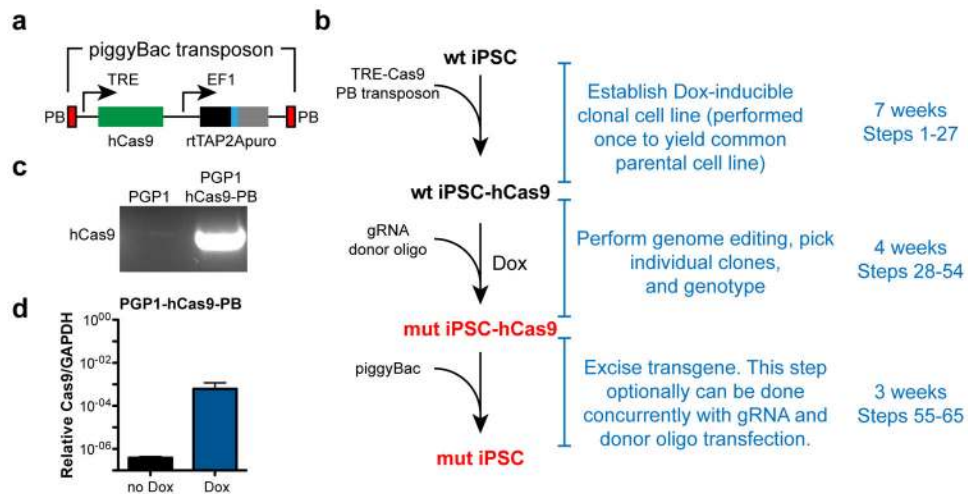 a
piggyBac transposon
TRE
EF1
PB
PB
hCas9
rtTAP2Apuro
c
PGP1
PGP1
hCas9-PB
hCas9
d
PGP1-hCas9-PB
Relative Cas9/GAPDH
10^00
10^-02
10^-04
10^-06
no Dox
Dox
b
wt iPSC
TRE-Cas9
PB transposon
Establish Dox-inducible
clonal cell line (performed
once to yield common
parental cell line)
7 weeks
Steps 1-27
wt iPSC-hCas9
gRNA
donor oligo
Dox
Perform genome editing, pick
individual clones,
and genotype
4 weeks
Steps 28-54
mut iPSC-hCas9
piggyBac
Excise transgene. This step
optionally can be done
concurrently with gRNA and
donor oligo transfection.
3 weeks
Steps 55-65
mut iPSC